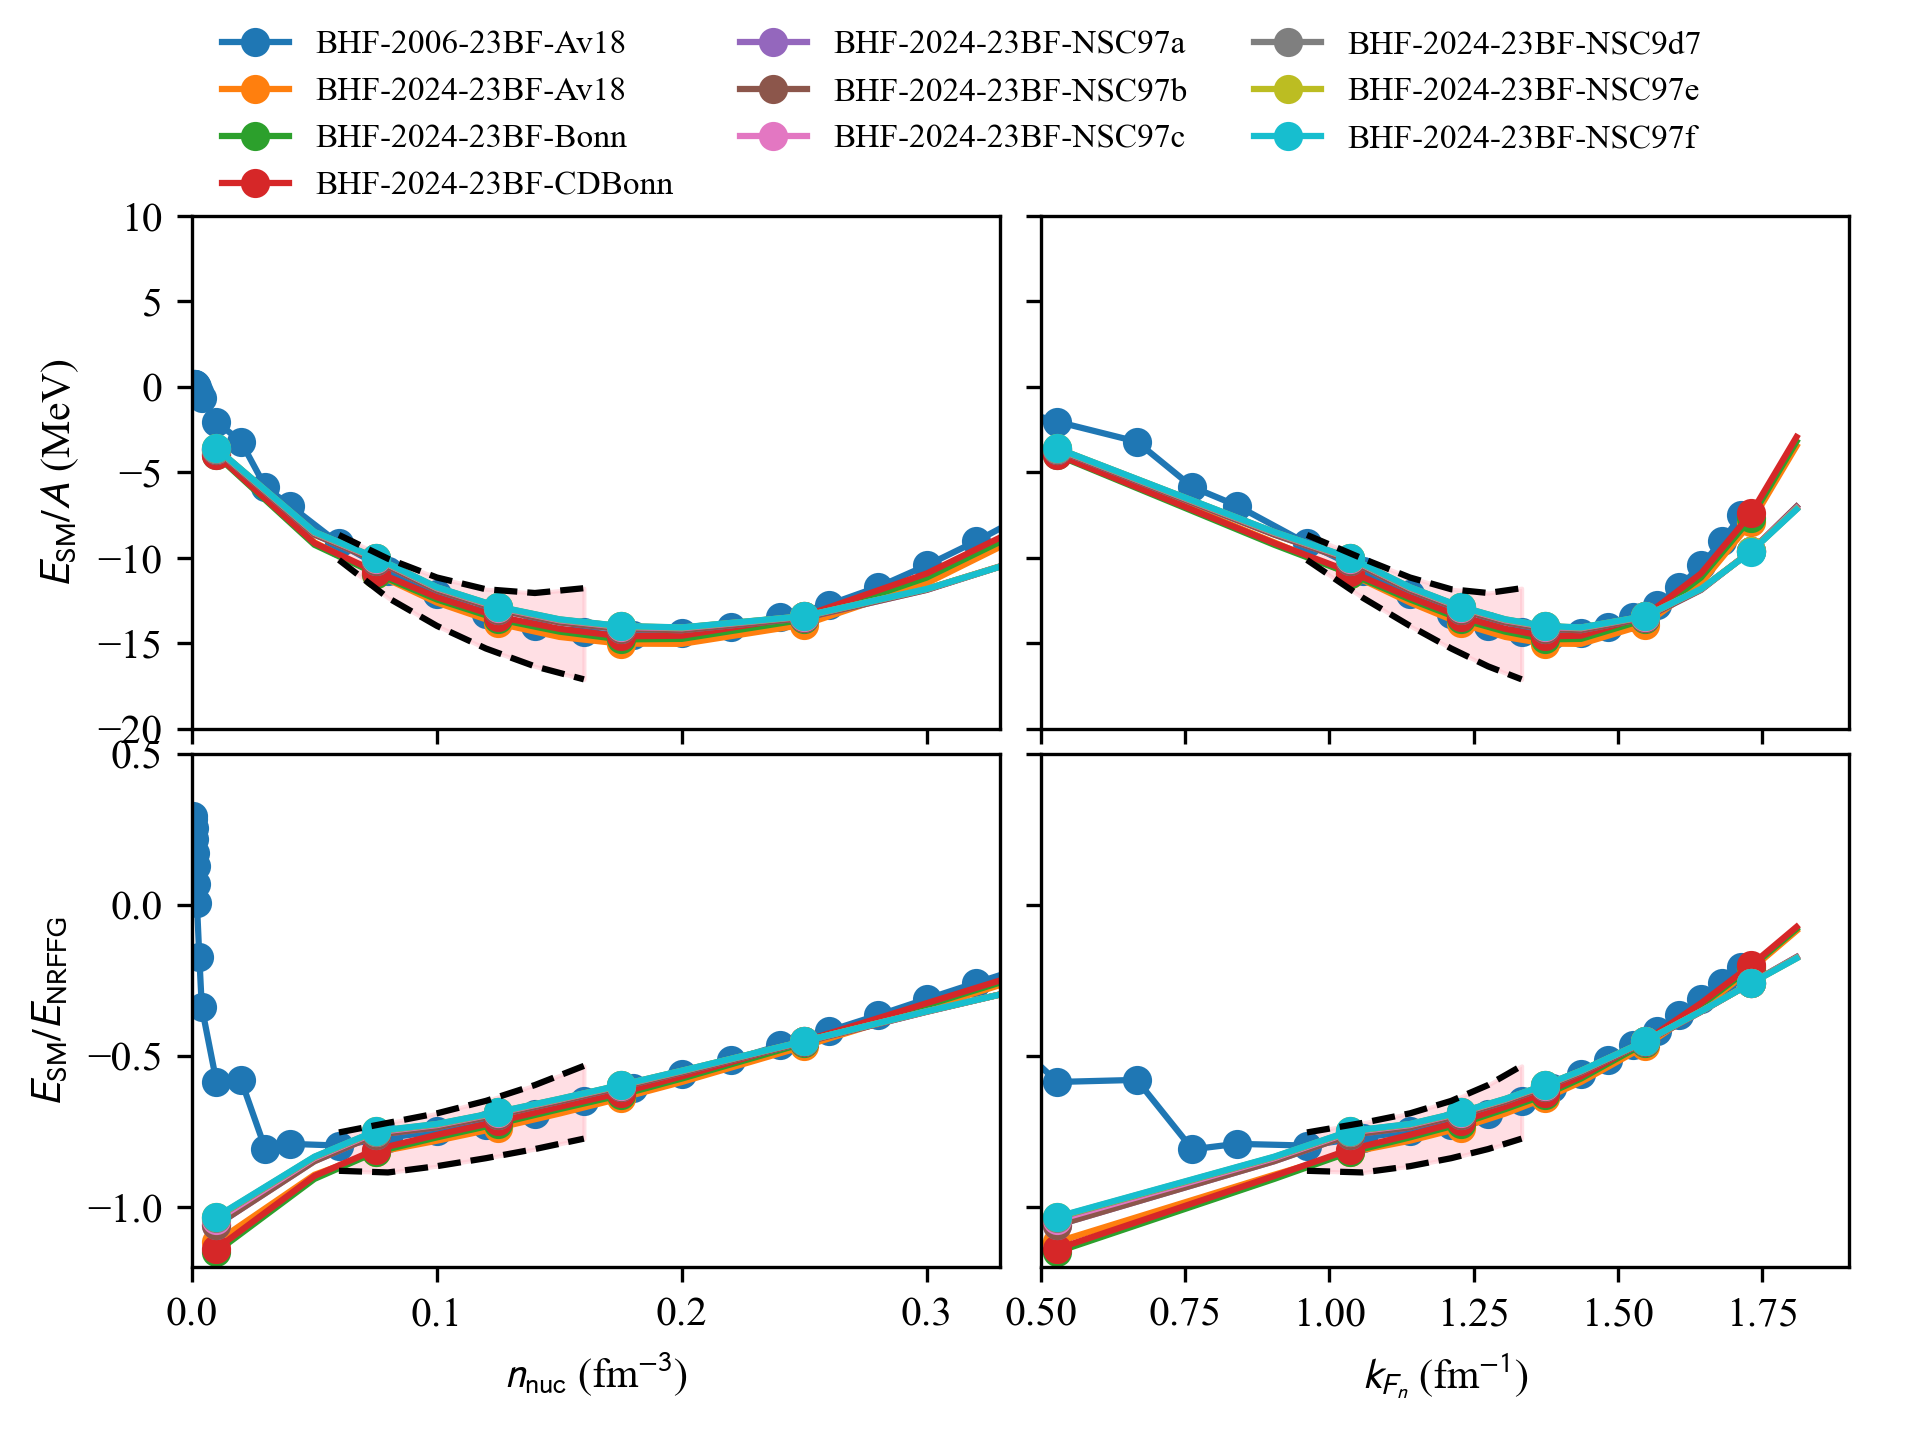 BHF-2006-23BF-Av18
BHF-2024-23BF-Av18
BHF-2024-23BF-Bonn
BHF-2024-23BF-CDBonn
BHF-2024-23BF-NSC97a
BHF-2024-23BF-NSC97b
BHF-2024-23BF-NSC97c
BHF-2024-23BF-NSC9d7
BHF-2024-23BF-NSC97e
BHF-2024-23BF-NSC97f
E_SM/A (MeV)
10
5
0
−5
−10
−15
−20
E_SM/E_NRFFG
0.5
0.0
−0.5
−1.0
0.0 0.1 0.2 0.3
n_nuc (fm⁻³)
0.50 0.75 1.00 1.25 1.50 1.75
k_{F_n} (fm⁻¹)